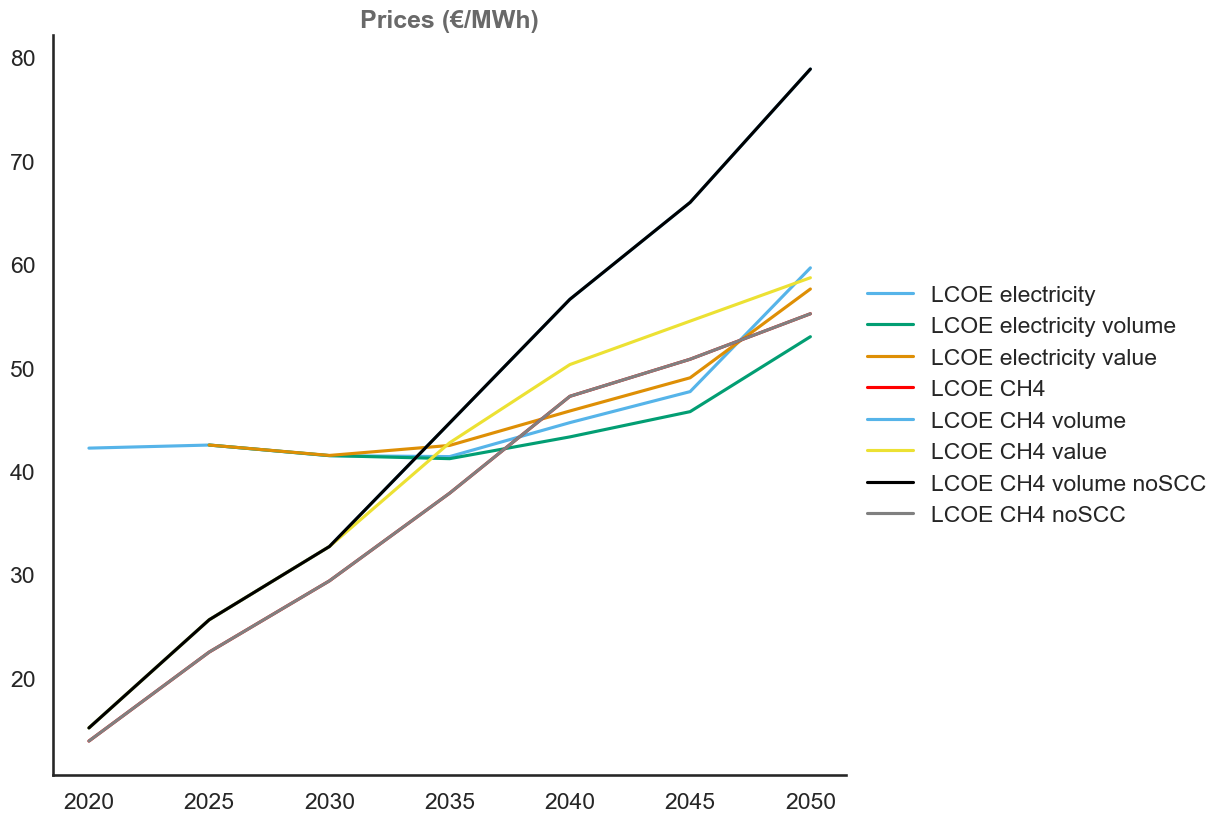 Prices (€/MWh)
80
70
60
50
40
30
20
2020 2025 2030 2035 2040 2045 2050
LCOE electricity
LCOE electricity volume
LCOE electricity value
LCOE CH4
LCOE CH4 volume
LCOE CH4 value
LCOE CH4 volume noSCC
LCOE CH4 noSCC